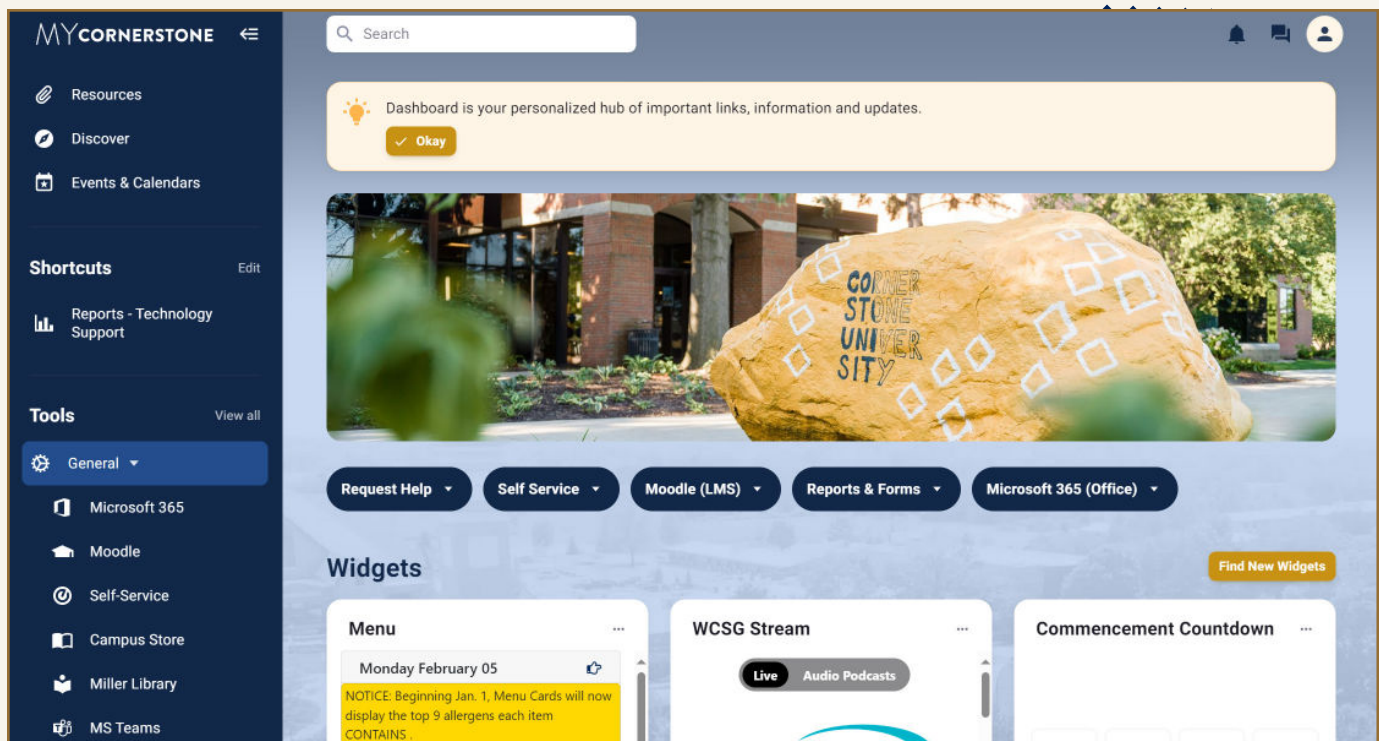 MYCORNERSTONE
Search
Resources
Discover
Events & Calendars
Shortcuts
Edit
Reports - Technology
Support
Tools
View all
General
Microsoft 365
Moodle
Self-Service
Campus Store
Miller Library
MS Teams
Dashboard is your personalized hub of important links, information and updates.
Okay
CORNER
STONE
UNIVER
SITY
Request Help
Self Service
Moodle (LMS)
Reports & Forms
Microsoft 365 (Office)
Widgets
Find New Widgets
Menu
Monday February 05
NOTICE: Beginning Jan. 1, Menu Cards will now
display the top 9 allergens each item
CONTAINS .
WCSG Stream
Live
Audio Podcasts
Commencement Countdown